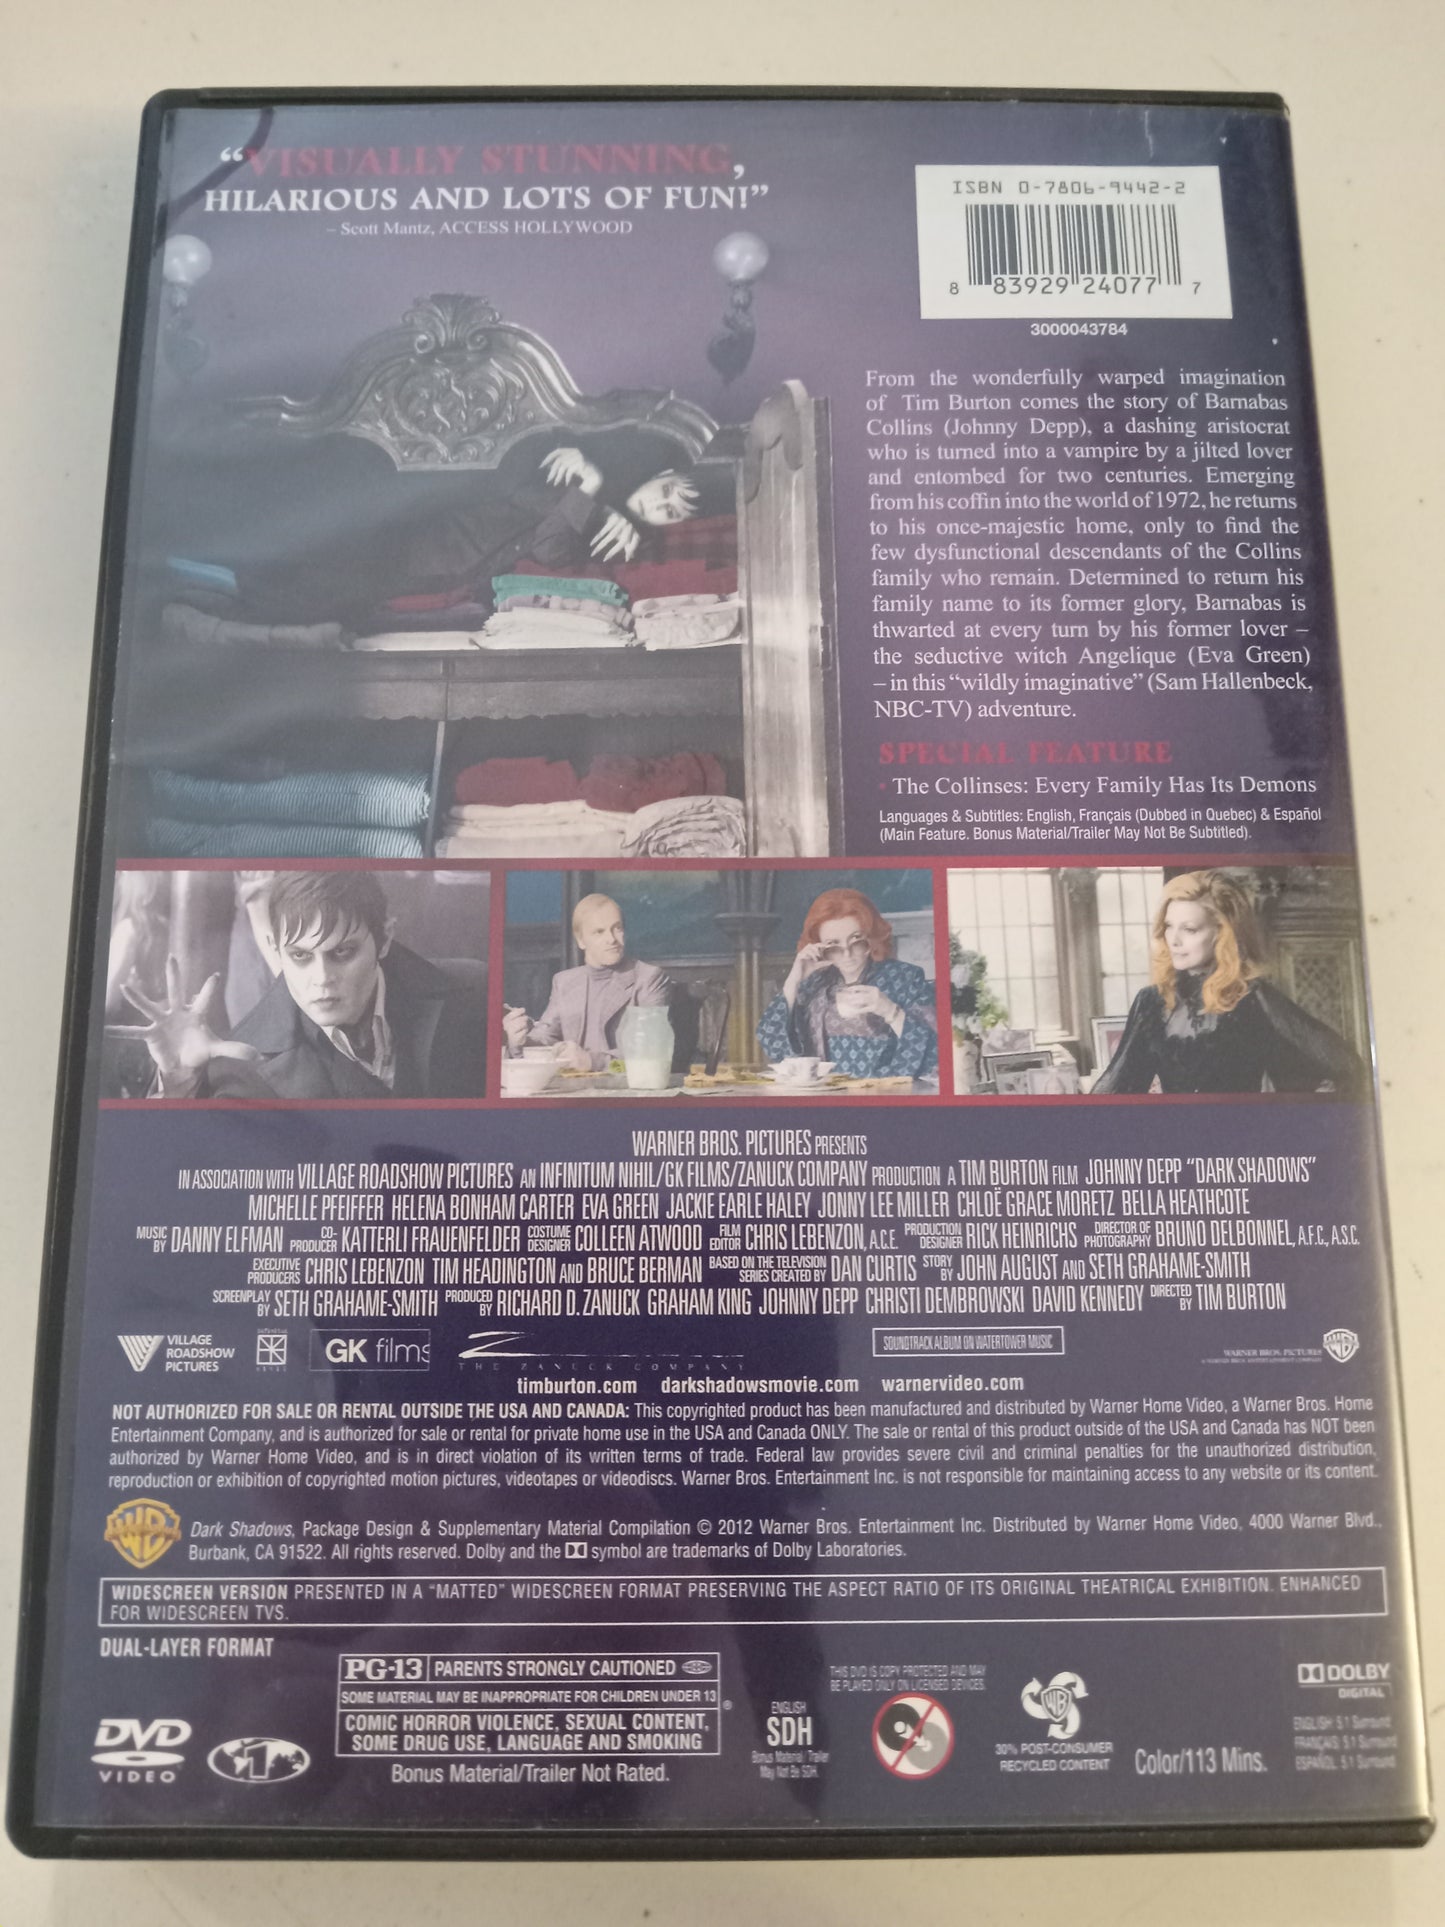 “VISUALLY STUNNING,
HILARIOUS AND LOTS OF FUN!”
– Scott Mantz, ACCESS HOLLYWOOD
ISBN 0-7806-9442-2
8 83929 24077 7
3000043784
From the wonderfully warped imagination
of Tim Burton comes the story of Barnabas
Collins (Johnny Depp), a dashing aristocrat
who is turned into a vampire by a jilted lover
and entombed for two centuries. Emerging
from his coffin into the world of 1972, he returns
to his once-majestic home, only to find the
few dysfunctional descendants of the Collins
family who remain. Determined to return his
family name to its former glory, Barnabas is
thwarted at every turn by his former lover –
the seductive witch Angelique (Eva Green)
– in this “wildly imaginative” (Sam Hallenbeck,
NBC-TV) adventure.
SPECIAL FEATURE
• The Collinses: Every Family Has Its Demons
Languages & Subtitles: English, Français (Dubbed in Quebec) & Español
(Main Feature. Bonus Material/Trailer May Not Be Subtitled).
WARNER BROS. PICTURES PRESENTS
IN ASSOCIATION WITH VILLAGE ROADSHOW PICTURES AN INFINITUM NIHIL/GK FILMS/ZANUCK COMPANY PRODUCTION A TIM BURTON FILM JOHNNY DEPP “DARK SHADOWS”
MICHELLE PFEIFFER HELENA BONHAM CARTER EVA GREEN JACKIE EARLE HALEY JONNY LEE MILLER CHLOË GRACE MORETZ BELLA HEATHCOTE
MUSIC BY DANNY ELFMAN CO-PRODUCER KATTERLI FRAUENFELDER COSTUME DESIGNER COLLEEN ATWOOD FILM EDITOR CHRIS LEBENZON, A.C.E. PRODUCTION DESIGNER RICK HEINRICHS DIRECTOR OF PHOTOGRAPHY BRUNO DELBONNEL, A.F.C., A.S.C.
EXECUTIVE PRODUCERS CHRIS LEBENZON TIM HEADINGTON AND BRUCE BERMAN BASED ON THE TELEVISION SERIES CREATED BY DAN CURTIS STORY BY JOHN AUGUST AND SETH GRAHAME-SMITH
SCREENPLAY BY SETH GRAHAME-SMITH PRODUCED BY RICHARD D. ZANUCK GRAHAM KING JOHNNY DEPP CHRISTI DEMBROWSKI DAVID KENNEDY DIRECTED BY TIM BURTON
VILLAGE
ROADSHOW
PICTURES
GK films
THE ZANUCK COMPANY
SOUNDTRACK ALBUM ON WATERTOWER MUSIC
WARNER BROS. PICTURES
timburton.com darkshadowsmovie.com warnervideo.com
NOT AUTHORIZED FOR SALE OR RENTAL OUTSIDE THE USA AND CANADA: This copyrighted product has been manufactured and distributed by Warner Home Video, a Warner Bros. Home
Entertainment Company, and is authorized for sale or rental for private home use in the USA and Canada ONLY. The sale or rental of this product outside of the USA and Canada has NOT been
authorized by Warner Home Video, and is in direct violation of its written terms of trade. Federal law provides severe civil and criminal penalties for the unauthorized distribution,
reproduction or exhibition of copyrighted motion pictures, videotapes or videodiscs. Warner Bros. Entertainment Inc. is not responsible for maintaining access to any website or its content.
WB
Dark Shadows, Package Design & Supplementary Material Compilation © 2012 Warner Bros. Entertainment Inc. Distributed by Warner Home Video, 4000 Warner Blvd.,
Burbank, CA 91522. All rights reserved. Dolby and the symbol are trademarks of Dolby Laboratories.
WIDESCREEN VERSION PRESENTED IN A “MATTED” WIDESCREEN FORMAT PRESERVING THE ASPECT RATIO OF ITS ORIGINAL THEATRICAL EXHIBITION. ENHANCED
FOR WIDESCREEN TVS.
DUAL-LAYER FORMAT
DVD
VIDEO
1
PG-13 PARENTS STRONGLY CAUTIONED
SOME MATERIAL MAY BE INAPPROPRIATE FOR CHILDREN UNDER 13 ®
COMIC HORROR VIOLENCE, SEXUAL CONTENT,
SOME DRUG USE, LANGUAGE AND SMOKING
Bonus Material/Trailer Not Rated.
ENGLISH
SDH
Bonus Material/Trailer
May Not Be SDH.
THIS DVD IS COPY PROTECTED AND MAY
BE PLAYED ONLY ON LICENSED DEVICES.
WB
30% POST-CONSUMER
RECYCLED CONTENT
Color/113 Mins.
DOLBY
DIGITAL
ENGLISH: 5.1 Surround
FRANÇAIS: 5.1 Surround
ESPAÑOL: 5.1 Surround